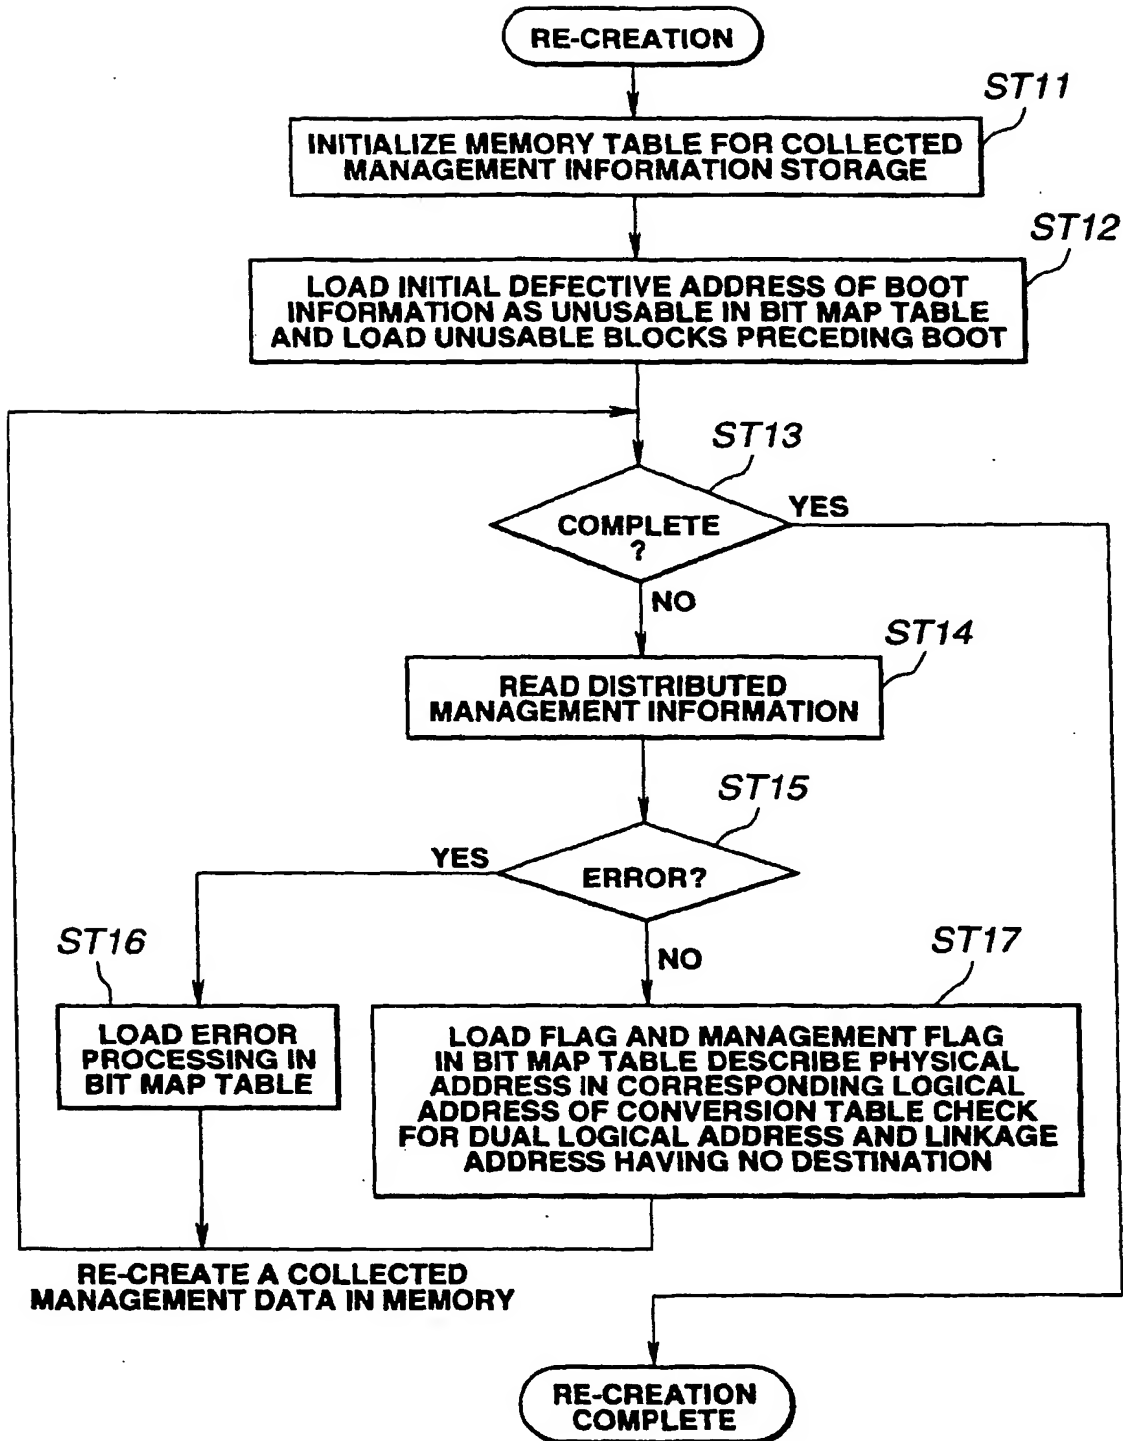 RE-CREATION
ST11
INITIALIZE MEMORY TABLE FOR COLLECTED
MANAGEMENT INFORMATION STORAGE
ST12
LOAD INITIAL DEFECTIVE ADDRESS OF BOOT
INFORMATION AS UNUSABLE IN BIT MAP TABLE
AND LOAD UNUSABLE BLOCKS PRECEDING BOOT
ST13
COMPLETE
?
YES
NO
ST14
READ DISTRIBUTED
MANAGEMENT INFORMATION
ST15
ERROR?
YES
NO
ST16
LOAD ERROR
PROCESSING IN
BIT MAP TABLE
ST17
LOAD FLAG AND MANAGEMENT FLAG
IN BIT MAP TABLE DESCRIBE PHYSICAL
ADDRESS IN CORRESPONDING LOGICAL
ADDRESS OF CONVERSION TABLE CHECK
FOR DUAL LOGICAL ADDRESS AND LINKAGE
ADDRESS HAVING NO DESTINATION
RE-CREATE A COLLECTED
MANAGEMENT DATA IN MEMORY
RE-CREATION
COMPLETE